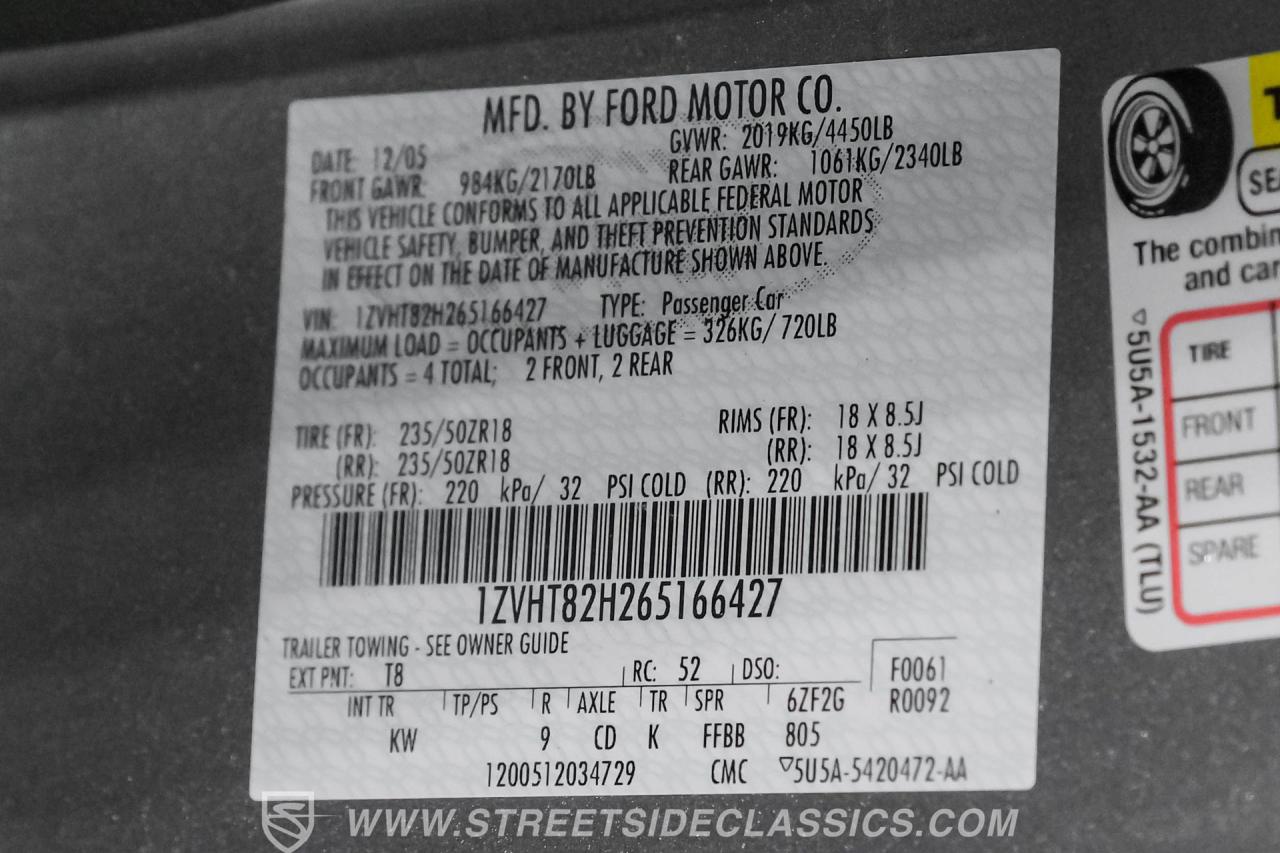 MFD. BY FORD MOTOR CO.
DATE: 12/05 GVWR: 2019KG/4450LB
FRONT GAWR: 984KG/2170LB REAR GAWR: 1061KG/2340LB
THIS VEHICLE CONFORMS TO ALL APPLICABLE FEDERAL MOTOR
VEHICLE SAFETY, BUMPER, AND THEFT PREVENTION STANDARDS
IN EFFECT ON THE DATE OF MANUFACTURE SHOWN ABOVE.
VIN: 1ZVHT82H265166427 TYPE: Passenger Car
MAXIMUM LOAD = OCCUPANTS + LUGGAGE = 326KG/ 720LB
OCCUPANTS = 4 TOTAL; 2 FRONT, 2 REAR
TIRE (FR): 235/50ZR18 RIMS (FR): 18 X 8.5J
(RR): 235/50ZR18 (RR): 18 X 8.5J
PRESSURE (FR): 220 kPa/ 32 PSI COLD (RR): 220 kPa/ 32 PSI COLD
1ZVHT82H265166427
TRAILER TOWING - SEE OWNER GUIDE
EXT PNT: T8 RC: 52 DSO: F0061
INT TR TP/PS R AXLE TR SPR 6ZF2G R0092
KW 9 CD K FFBB 805
1200512034729 CMC ▽5U5A-5420472-AA
The combin
and car
TIRE
FRONT
REAR
SPARE
▽5U5A-1532-AA (TLU)
WWW.STREETSIDECLASSICS.COM